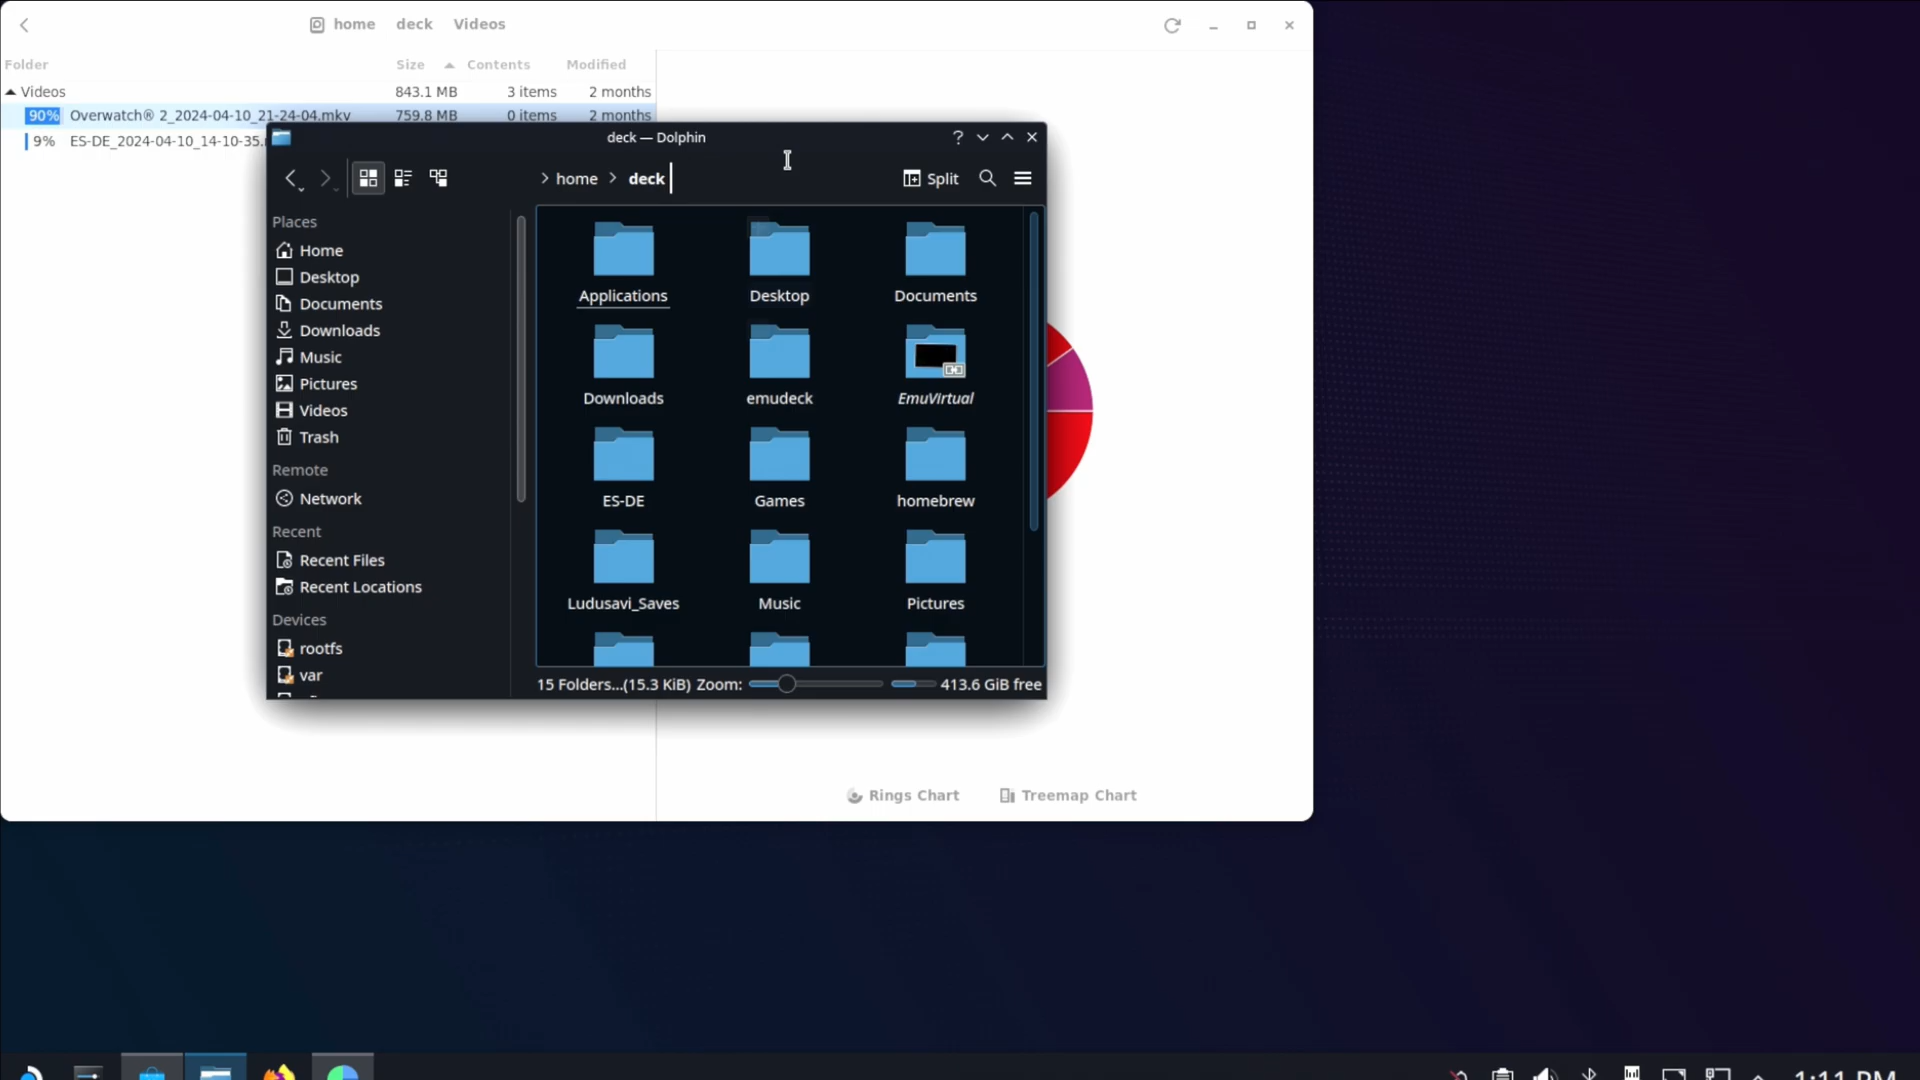 home deck Videos
Folder Size Contents Modified
Videos 843.1 MB 3 items 2 months
90% Overwatch® 2_2024-04-10_21-24-04.mkv 759.8 MB 0 items 2 months
9% ES-DE_2024-04-10_14-10-35.
deck — Dolphin
home deck
Split
Places
Home
Desktop
Documents
Downloads
Music
Pictures
Videos
Trash
Remote
Network
Recent
Recent Files
Recent Locations
Devices
rootfs
var
Applications Desktop Documents
Downloads emudeck EmuVirtual
ES-DE Games homebrew
Ludusavi_Saves Music Pictures
15 Folders...(15.3 KiB) Zoom: 413.6 GiB free
Rings Chart Treemap Chart
1:11 PM